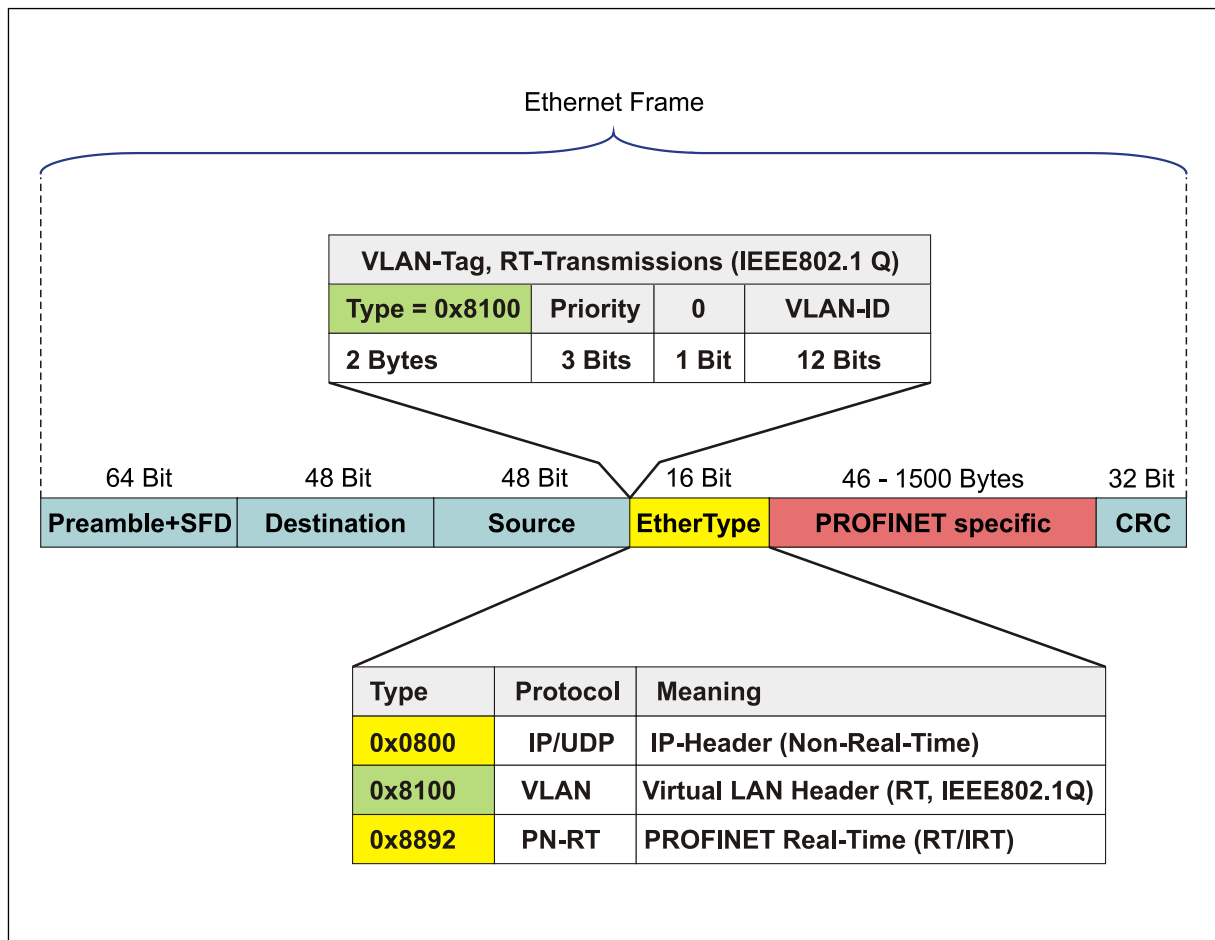 Ethernet Frame
VLAN-Tag, RT-Transmissions (IEEE802.1 Q)
Type = 0x8100 Priority 0 VLAN-ID
2 Bytes 3 Bits 1 Bit 12 Bits
64 Bit 48 Bit 48 Bit 16 Bit 46 - 1500 Bytes 32 Bit
Preamble+SFD Destination Source EtherType PROFINET specific CRC
Type Protocol Meaning
0x0800 IP/UDP IP-Header (Non-Real-Time)
0x8100 VLAN Virtual LAN Header (RT, IEEE802.1Q)
0x8892 PN-RT PROFINET Real-Time (RT/IRT)